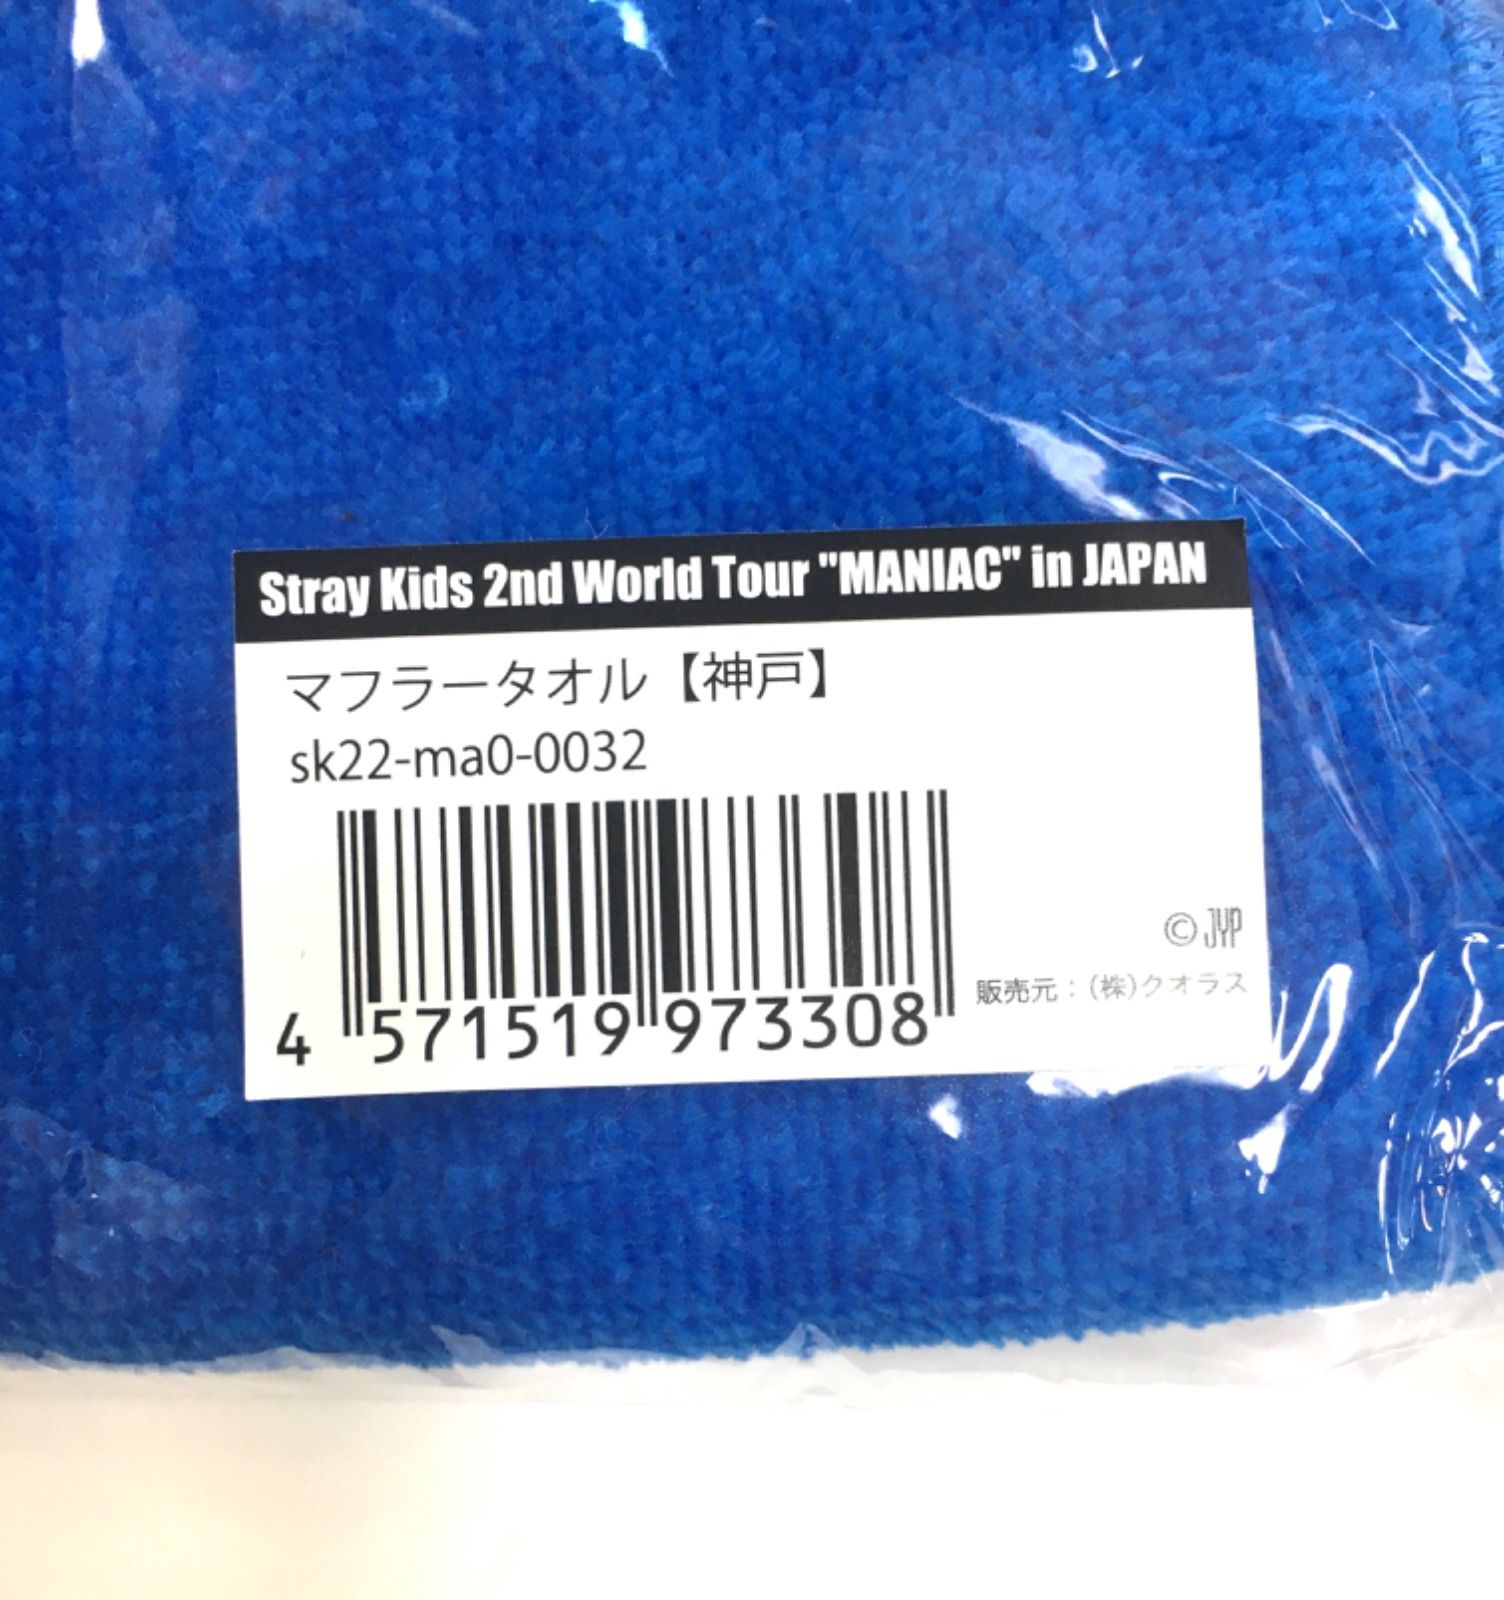 Stray Kids 2nd World Tour "MANIAC" in JAPAN
マフラータオル【神戸】
sk22-ma0-0032
4 571519 973308
© JYP
販売元：(株)クオラス